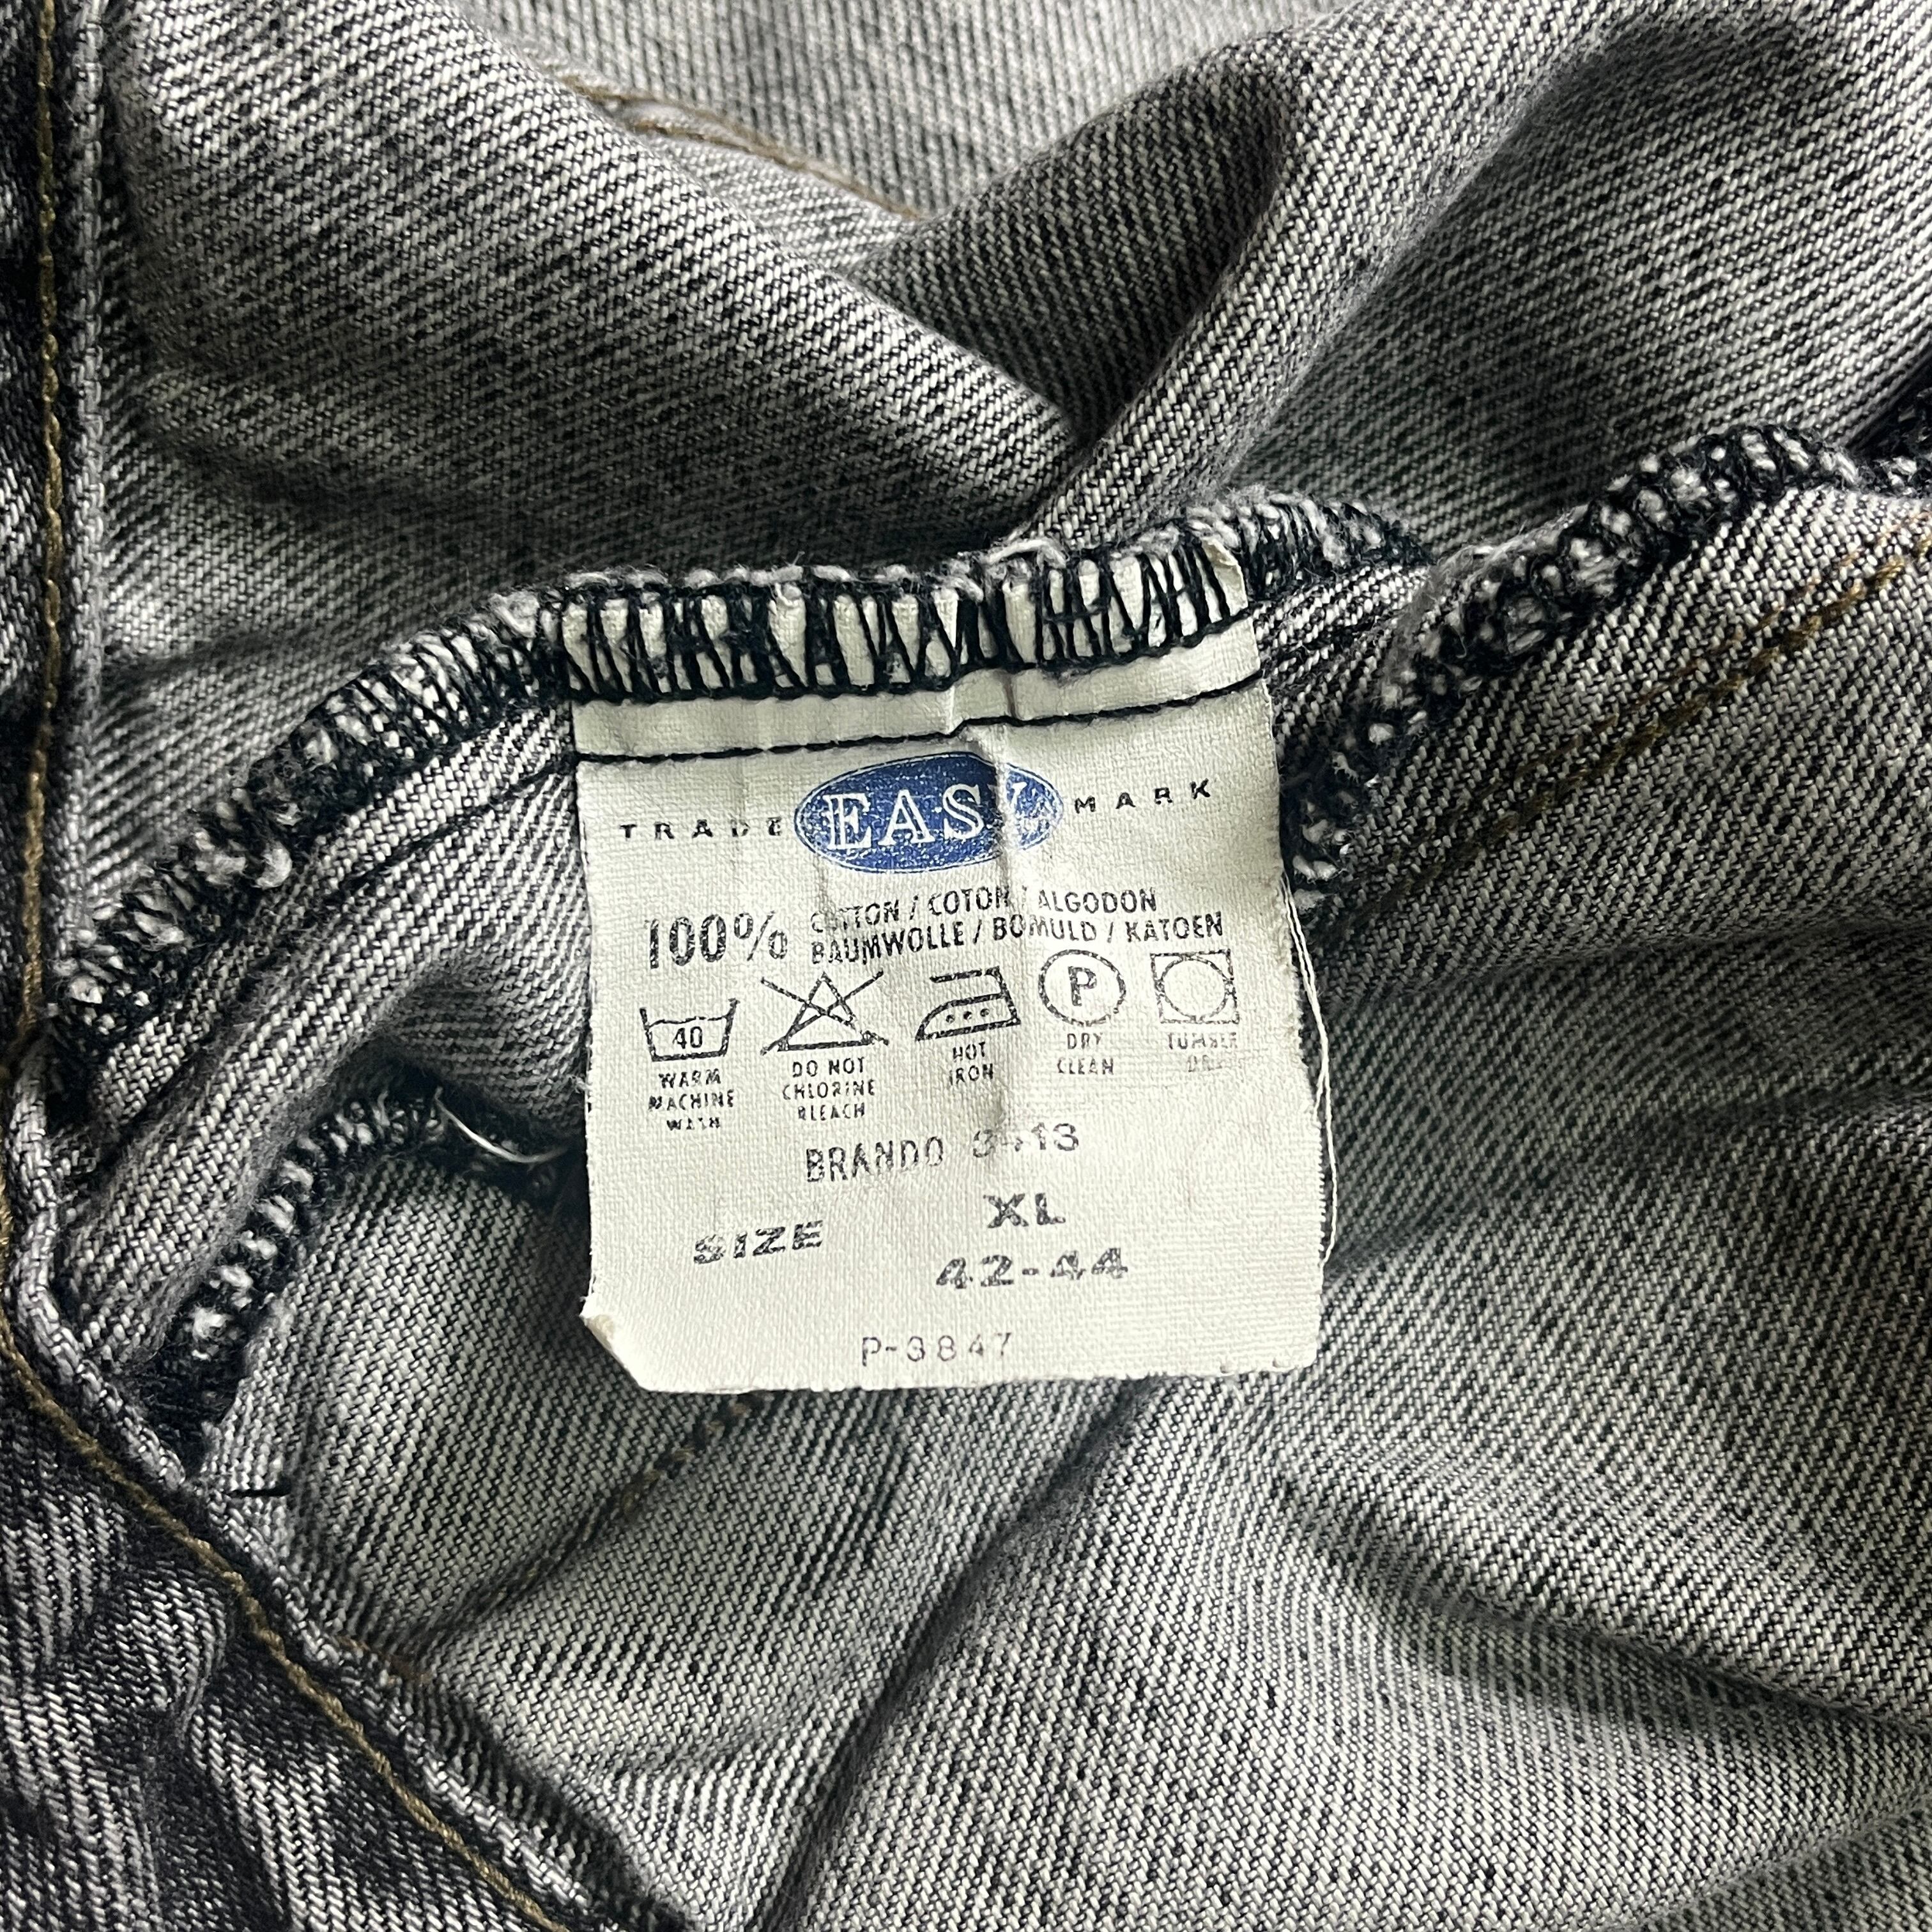 TRADE EASY MARK
100% COTTON / COTON / ALGODON
BAUMWOLLE / BOMULD / KATOEN
40 P
WARM
MACHINE
WASH
DO NOT
CHLORINE
BLEACH
HOT
IRON
DRY
CLEAN
TUMBLE
DRY
BRANDO
SIZE XL
42-44
P-3847